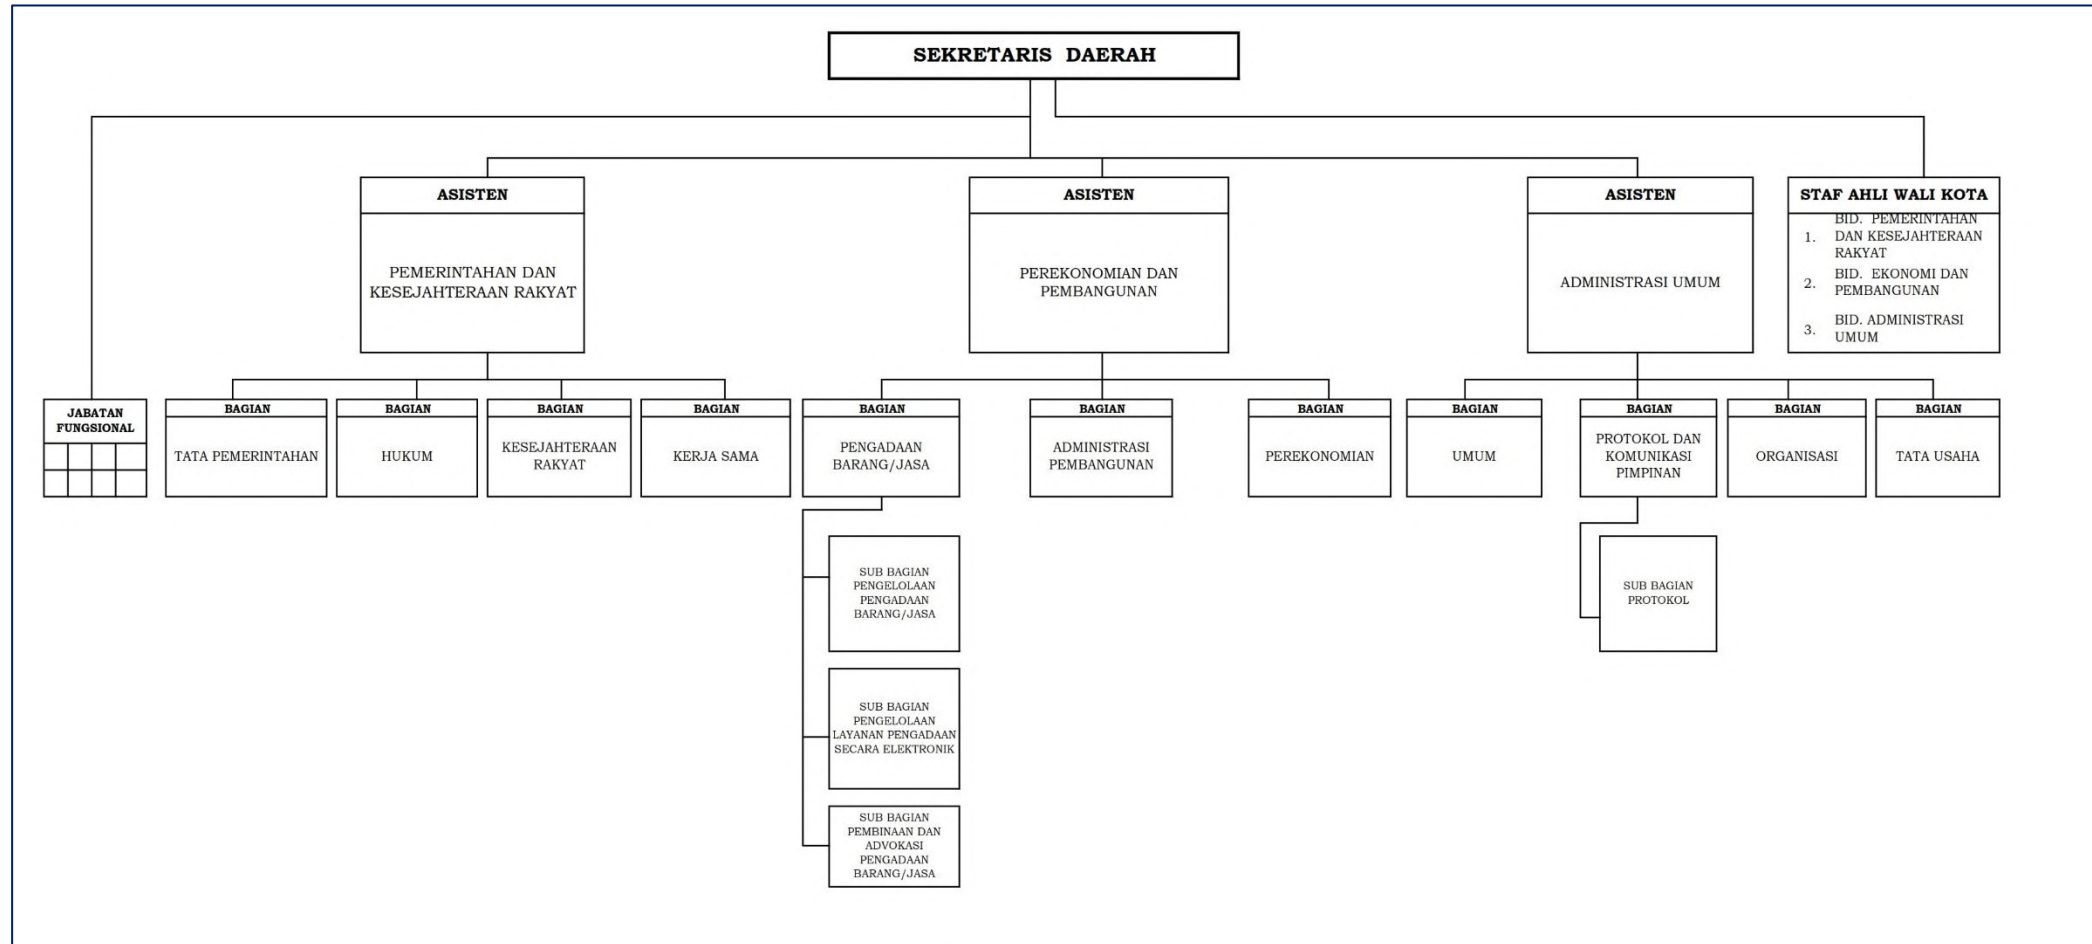 SEKRETARIS DAERAH
ASISTEN
PEMERINTAHAN DAN
KESEJAHTERAAN RAKYAT
ASISTEN
PEREKONOMIAN DAN
PEMBANGUNAN
ASISTEN
ADMINISTRASI UMUM
STAF AHLI WALI KOTA
1. BID. PEMERINTAHAN
DAN KESEJAHTERAAN
RAKYAT
2. BID. EKONOMI DAN
PEMBANGUNAN
3. BID. ADMINISTRASI
UMUM
JABATAN
FUNGSIONAL
BAGIAN
TATA PEMERINTAHAN
BAGIAN
HUKUM
BAGIAN
KESEJAHTERAAN
RAKYAT
BAGIAN
KERJA SAMA
BAGIAN
PENGADAAN
BARANG/JASA
BAGIAN
ADMINISTRASI
PEMBANGUNAN
BAGIAN
PEREKONOMIAN
BAGIAN
UMUM
BAGIAN
PROTOKOL DAN
KOMUNIKASI
PIMPINAN
BAGIAN
ORGANISASI
BAGIAN
TATA USAHA
SUB BAGIAN
PENGELOLAAN
PENGADAAN
BARANG/JASA
SUB BAGIAN
PENGELOLAAN
LAYANAN PENGADAAN
SECARA ELEKTRONIK
SUB BAGIAN
PEMBINAAN DAN
ADVOKASI
PENGADAAN
BARANG/JASA
SUB BAGIAN
PROTOKOL